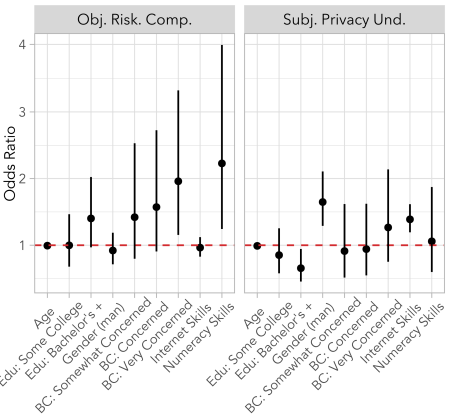 Obj. Risk. Comp.
Subj. Privacy Und.
Odds Ratio
4
3
2
1
Age
Edu: Some College
Edu: Bachelor's +
Gender (man)
BC: Somewhat Concerned
BC: Concerned
BC: Very Concerned
Internet Skills
Numeracy Skills
Age
Edu: Some College
Edu: Bachelor's +
Gender (man)
BC: Somewhat Concerned
BC: Concerned
BC: Very Concerned
Internet Skills
Numeracy Skills